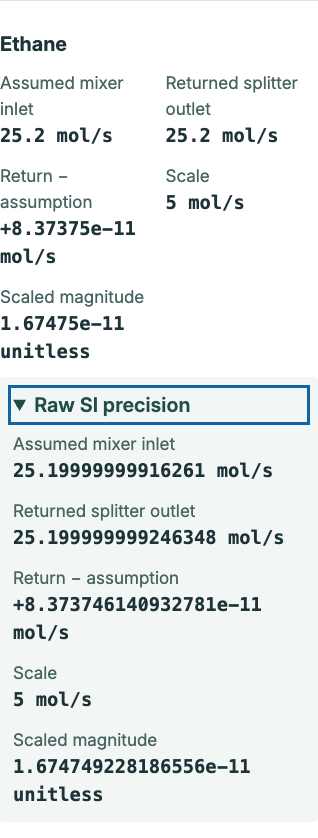 Ethane
Assumed mixer
inlet
25.2 mol/s
Returned splitter
outlet
25.2 mol/s
Return −
assumption
+8.37375e−11
mol/s
Scale
5 mol/s
Scaled magnitude
1.67475e−11
unitless
▼ Raw SI precision
Assumed mixer inlet
25.19999999916261 mol/s
Returned splitter outlet
25.199999999246348 mol/s
Return − assumption
+8.373746140932781e−11
mol/s
Scale
5 mol/s
Scaled magnitude
1.674749228186556e−11
unitless